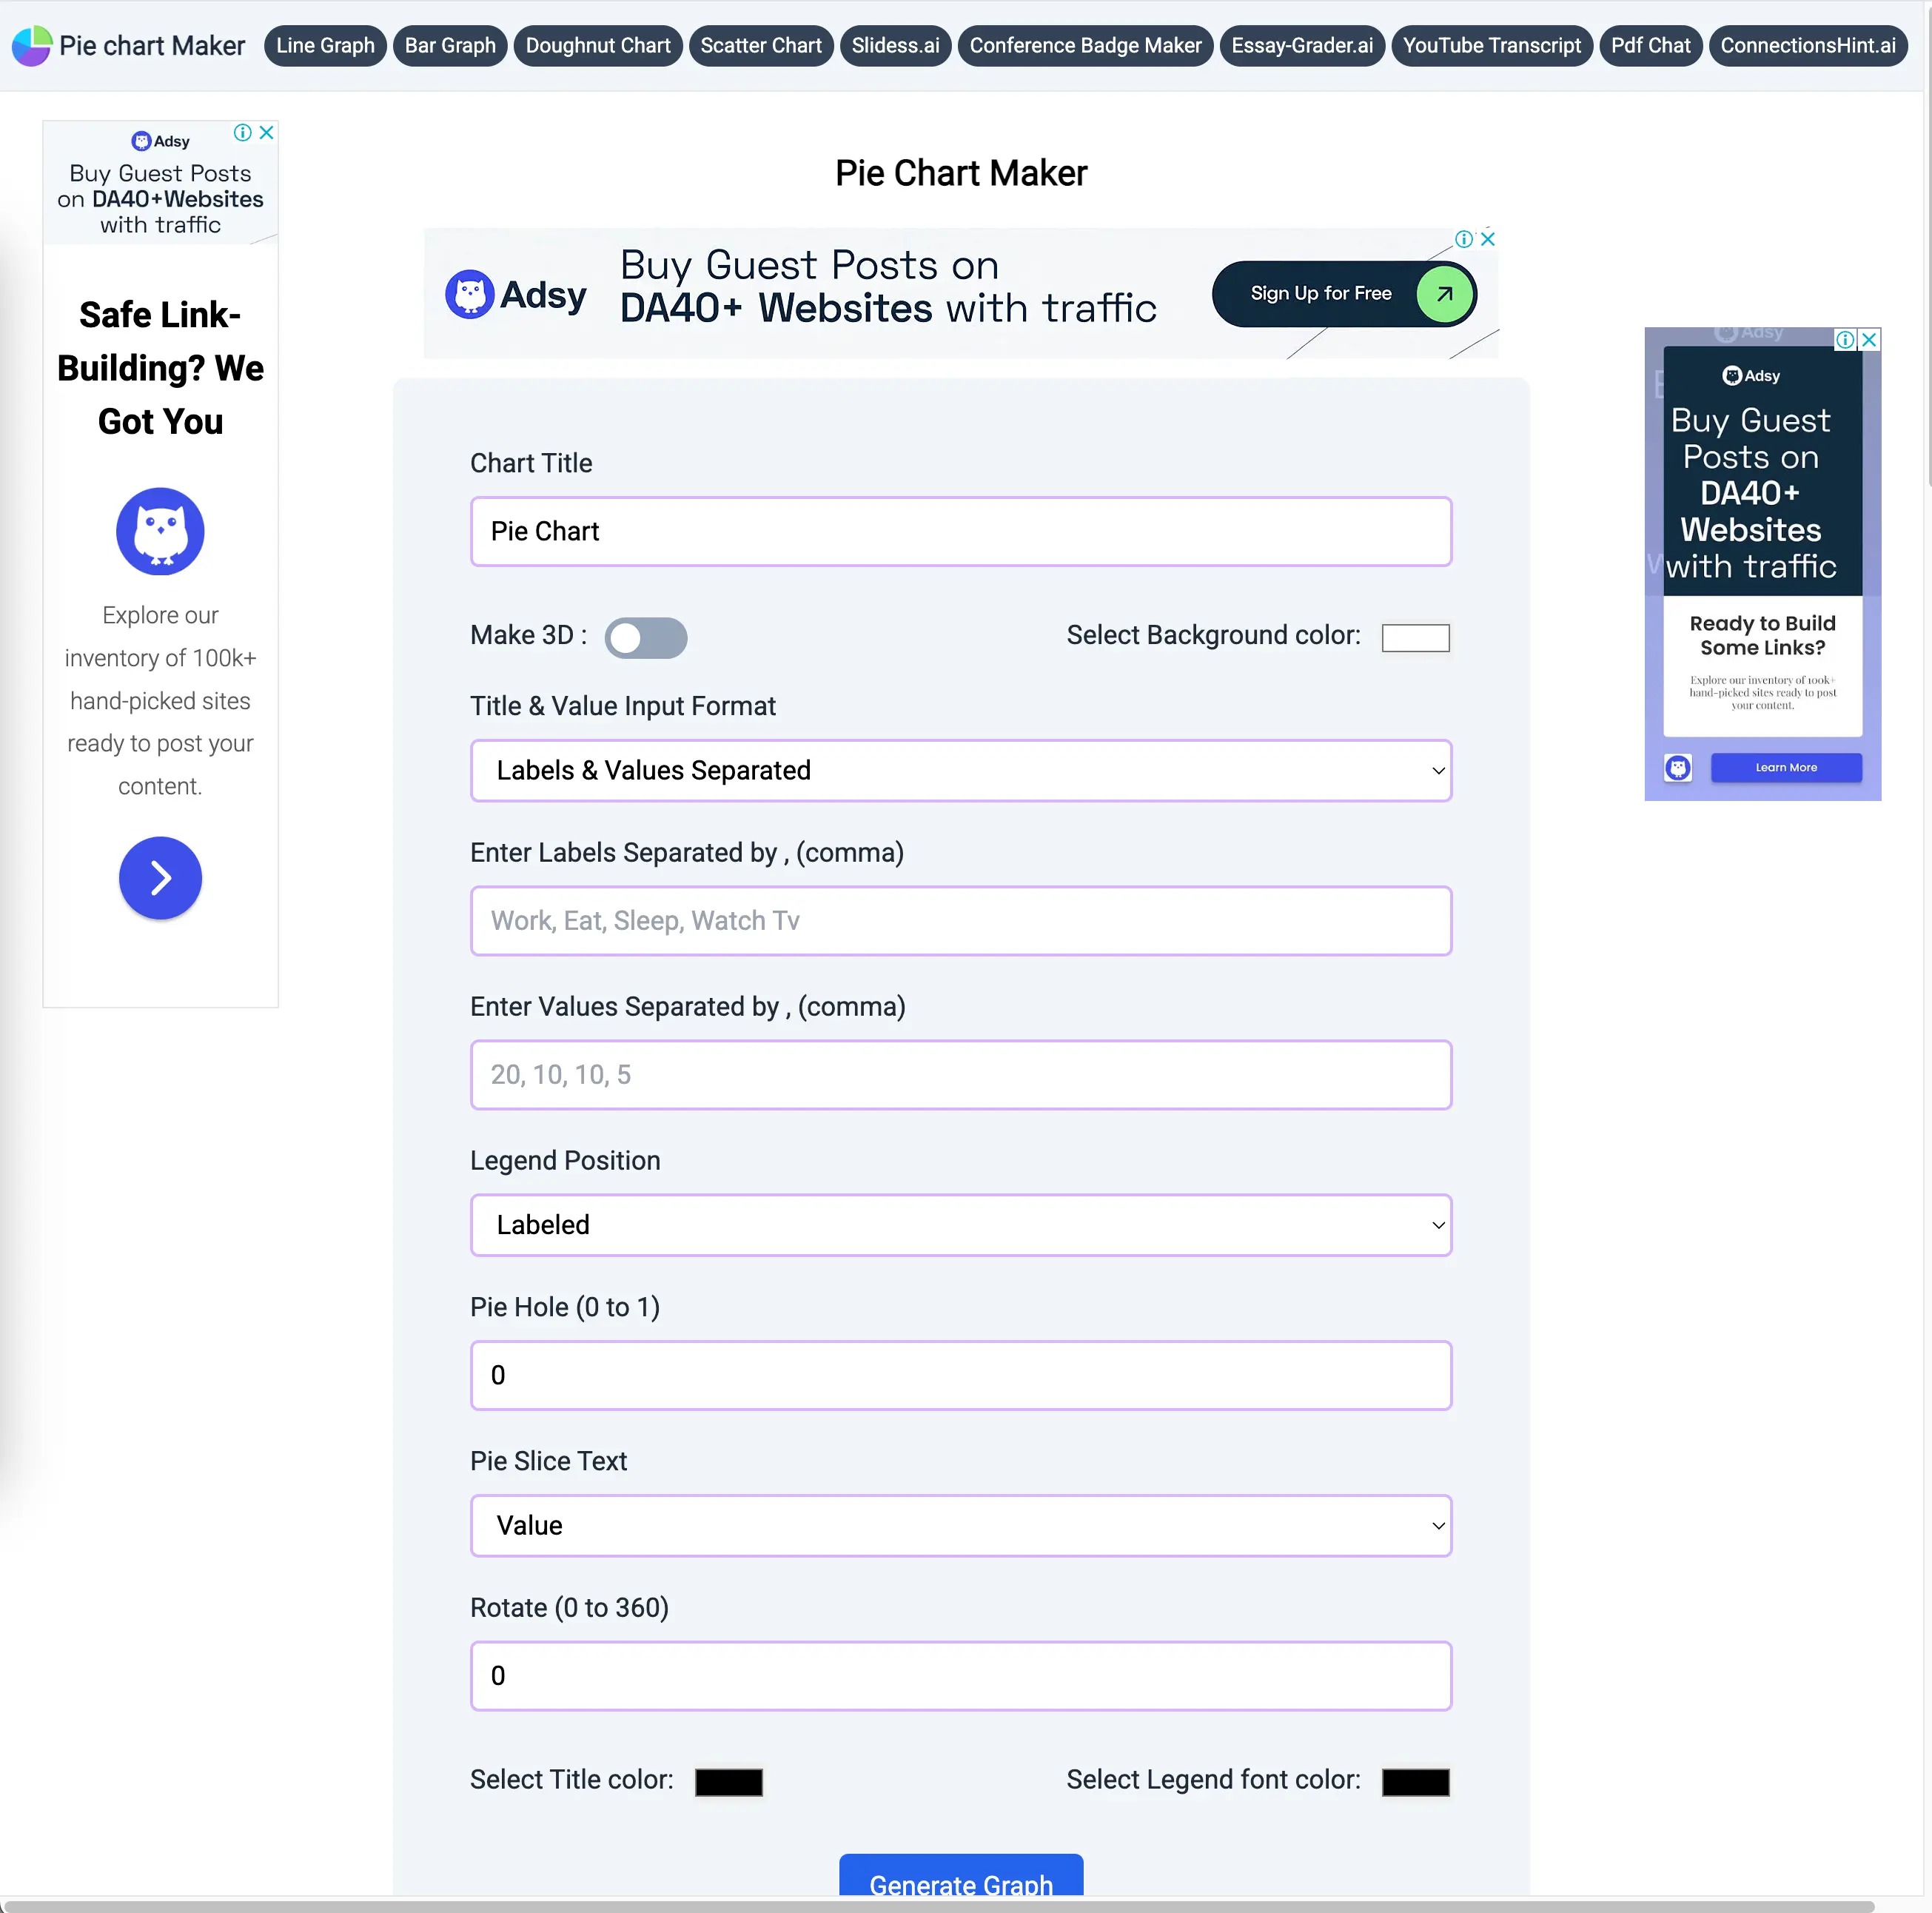 Pie chart Maker
Line Graph
Bar Graph
Doughnut Chart
Scatter Chart
Slidess.ai
Conference Badge Maker
Essay-Grader.ai
YouTube Transcript
Pdf Chat
ConnectionsHint.ai
Adsy
Buy Guest Posts
on DA40+Websites
with traffic
Safe Link-
Building? We
Got You
Explore our
inventory of 100k+
hand-picked sites
ready to post your
content.
Pie Chart Maker
Adsy
Buy Guest Posts on
DA40+ Websites with traffic
Sign Up for Free
Chart Title
Pie Chart
Make 3D :
Select Background color:
Title & Value Input Format
Labels & Values Separated
Enter Labels Separated by , (comma)
Work, Eat, Sleep, Watch Tv
Enter Values Separated by , (comma)
20, 10, 10, 5
Legend Position
Labeled
Pie Hole (0 to 1)
0
Pie Slice Text
Value
Rotate (0 to 360)
0
Select Title color:
Select Legend font color:
Generate Graph
Adsy
Adsy
Buy Guest
Posts on
DA40+
Websites
with traffic
Ready to Build
Some Links?
Explore our inventory of 100k+
hand-picked sites ready to post
your content.
Learn More